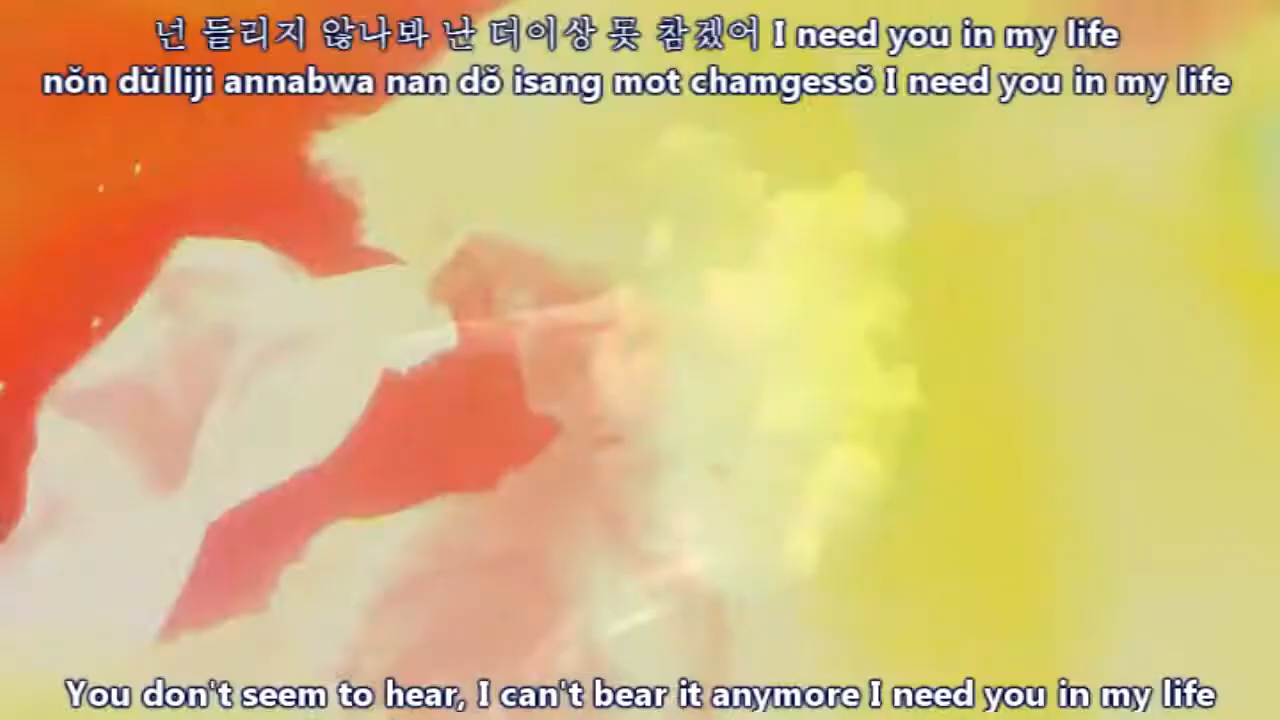 넌 들리지 않나봐 난 더이상 못 참겠어 I need you in my life
nŏn dŭlliji annabwa nan dŏ isang mot chamgessŏ I need you in my life
You don't seem to hear, I can't bear it anymore I need you in my life